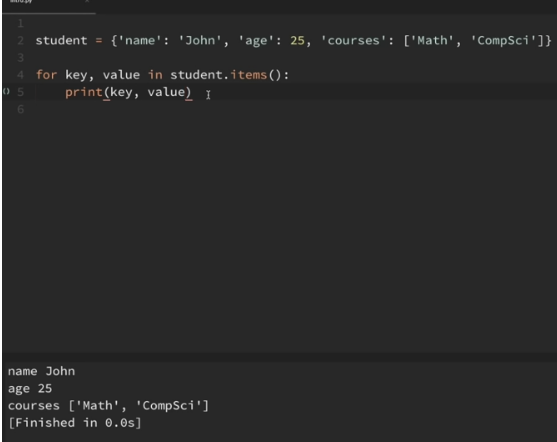 intro.py
1
2 student = {'name': 'John', 'age': 25, 'courses': ['Math', 'CompSci']}
3
4 for key, value in student.items():
5     print(key, value)
6
name John
age 25
courses ['Math', 'CompSci']
[Finished in 0.0s]